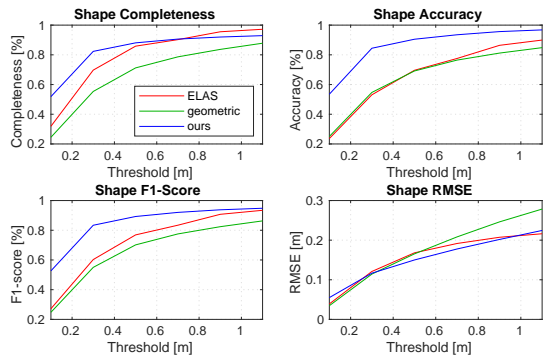 Shape Completeness
Completeness [%]
1
0.8
0.6
0.4
0.2
ELAS
geometric
ours
0.2 0.4 0.6 0.8 1
Threshold [m]
Shape Accuracy
Accuracy [%]
1
0.8
0.6
0.4
0.2
0.2 0.4 0.6 0.8 1
Threshold [m]
Shape F1-Score
F1-score [%]
1
0.8
0.6
0.4
0.2
0.2 0.4 0.6 0.8 1
Threshold [m]
Shape RMSE
RMSE [m]
0.3
0.2
0.1
0
0.2 0.4 0.6 0.8 1
Threshold [m]